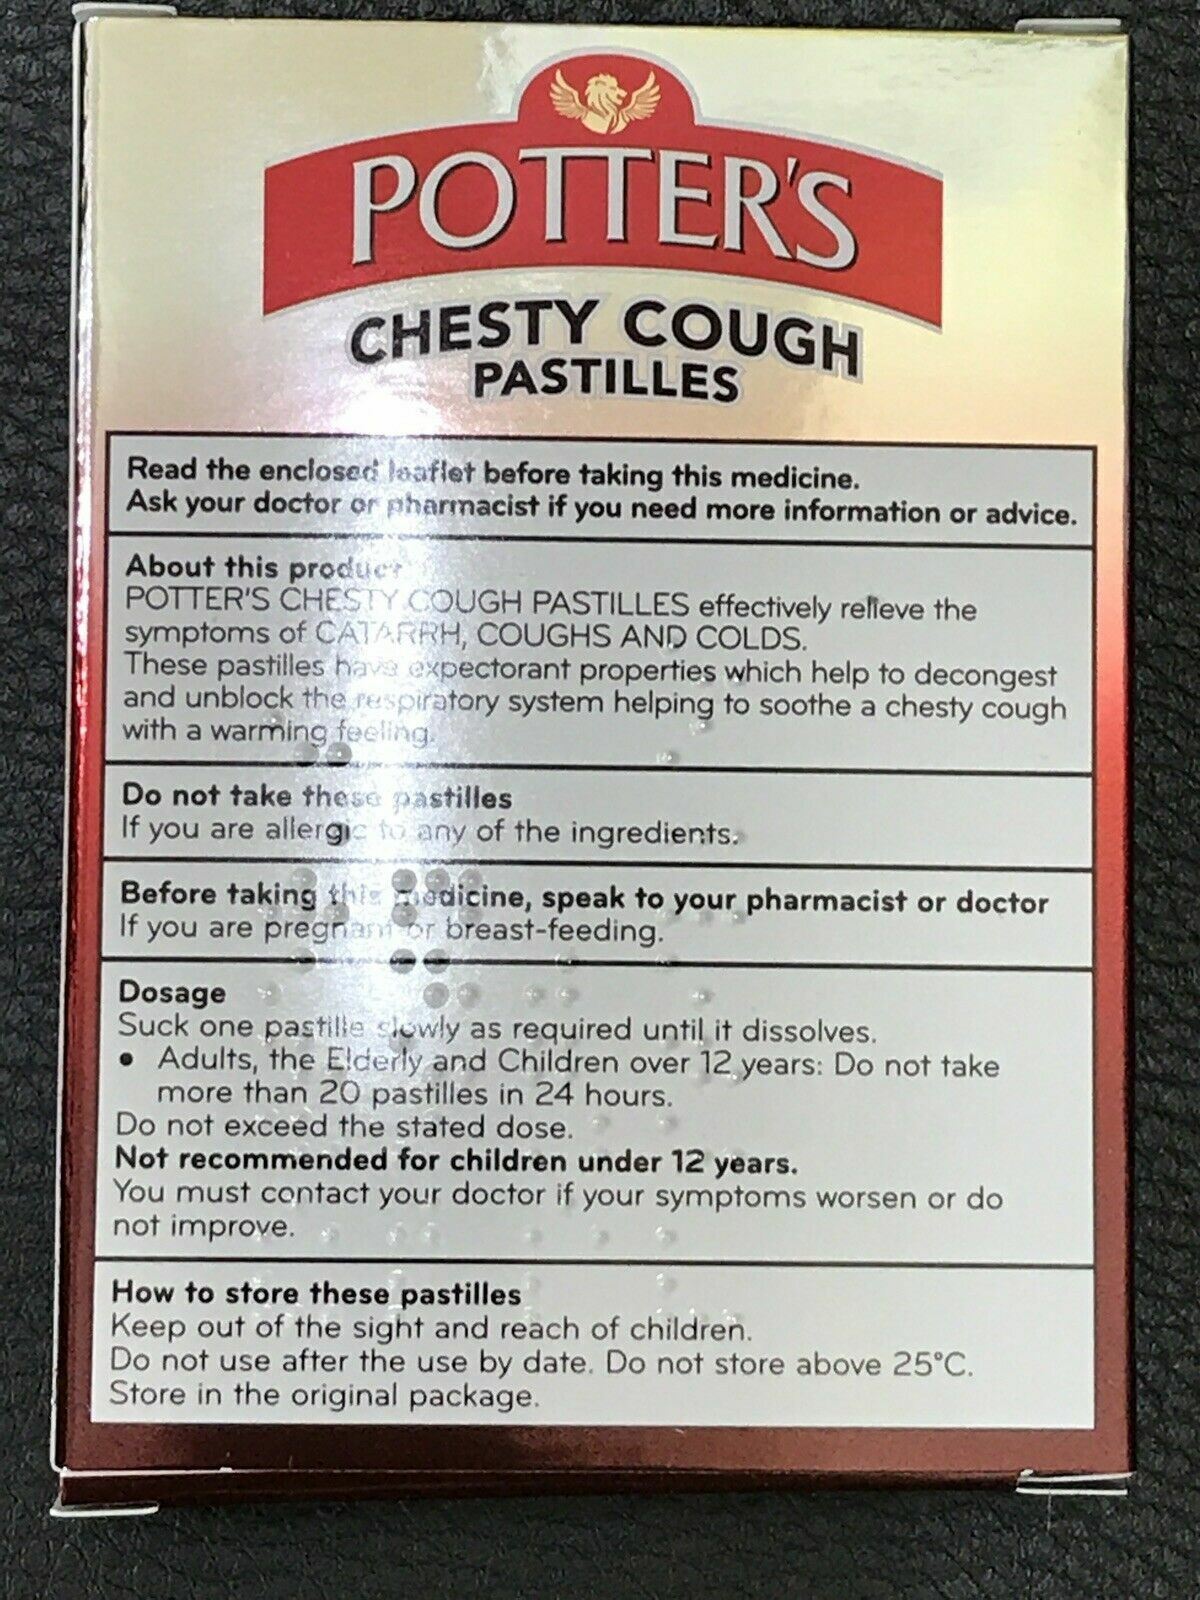 POTTER'S
CHESTY COUGH
PASTILLES
Read the enclosed leaflet before taking this medicine.
Ask your doctor or pharmacist if you need more information or advice.
About this product
POTTER'S CHESTY COUGH PASTILLES effectively relieve the
symptoms of CATARRH, COUGHS AND COLDS.
These pastilles have expectorant properties which help to decongest
and unblock the respiratory system helping to soothe a chesty cough
with a warming feeling.
Do not take these pastilles
If you are allergic to any of the ingredients.
Before taking this medicine, speak to your pharmacist or doctor
If you are pregnant or breast-feeding.
Dosage
Suck one pastille slowly as required until it dissolves.
• Adults, the Elderly and Children over 12 years: Do not take
more than 20 pastilles in 24 hours.
Do not exceed the stated dose.
Not recommended for children under 12 years.
You must contact your doctor if your symptoms worsen or do
not improve.
How to store these pastilles
Keep out of the sight and reach of children.
Do not use after the use by date. Do not store above 25°C.
Store in the original package.